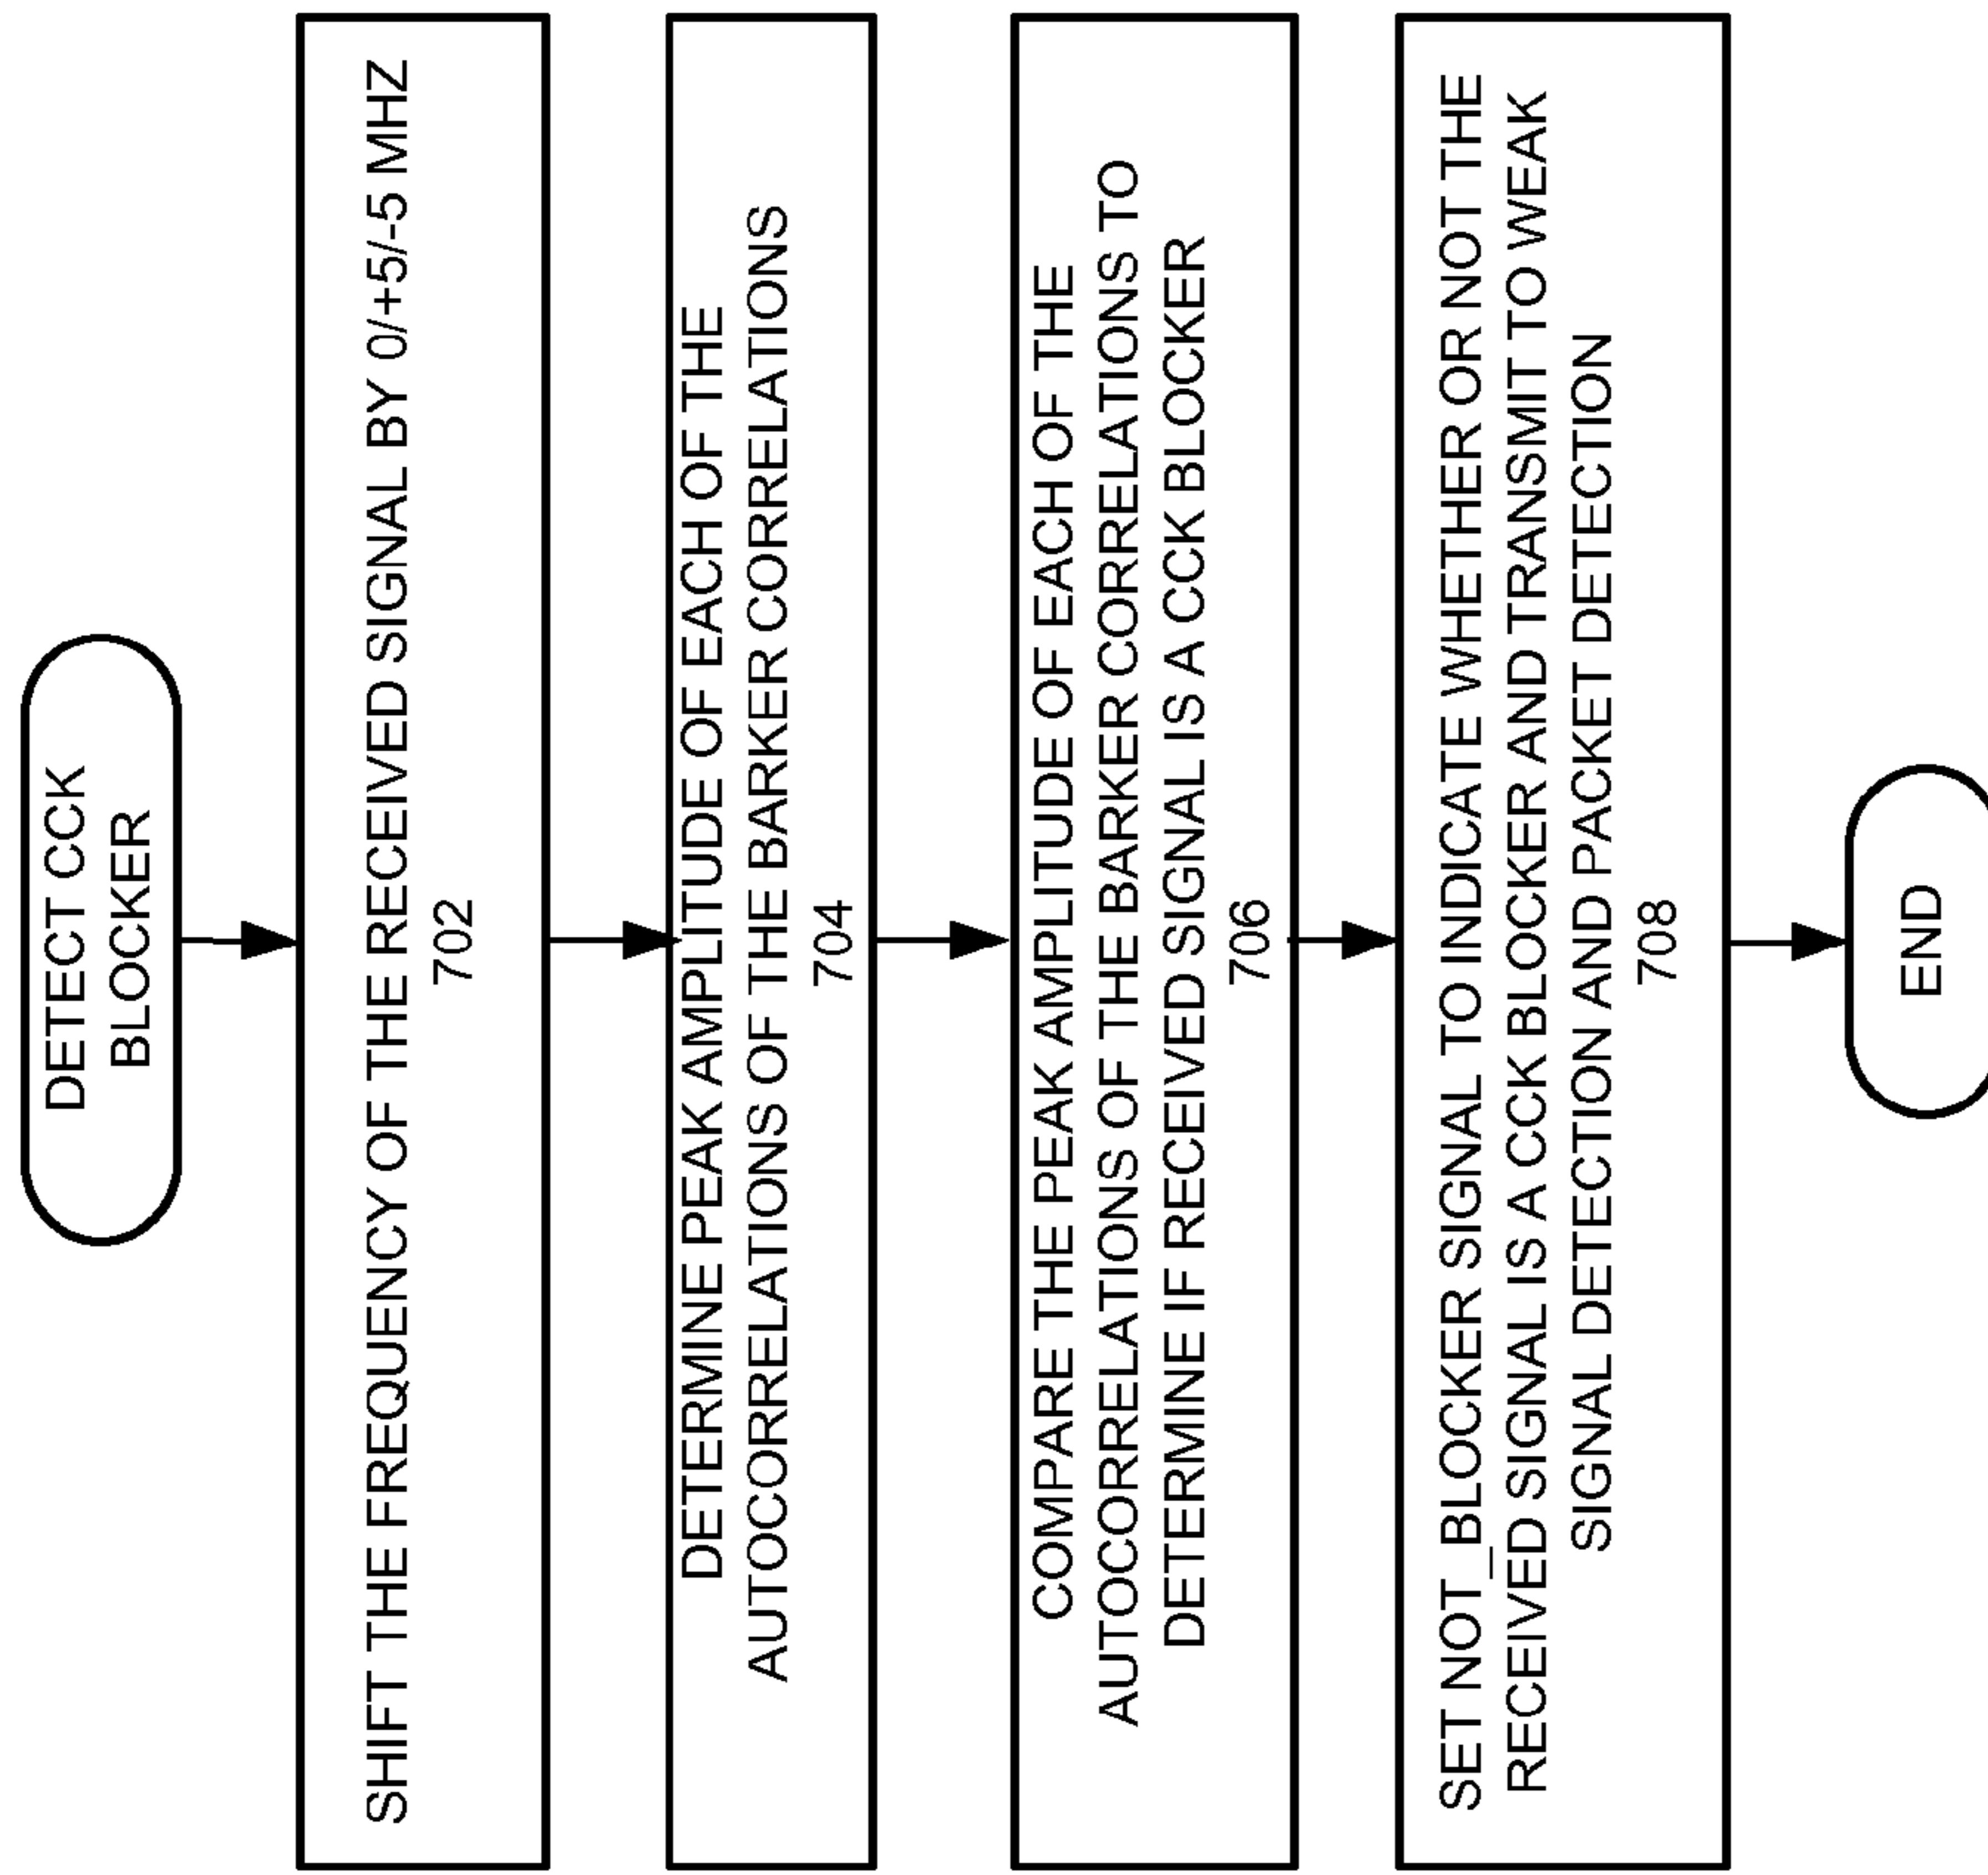 DETECT CCK
BLOCKER
SHIFT THE FREQUENCY OF THE RECEIVED SIGNAL BY 0/+5/-5 MHZ
702
DETERMINE PEAK AMPLITUDE OF EACH OF THE
AUTOCORRELATIONS OF THE BARKER CORRELATIONS
704
COMPARE THE PEAK AMPLITUDE OF EACH OF THE
AUTOCORRELATIONS OF THE BARKER CORRELATIONS TO
DETERMINE IF RECEIVED SIGNAL IS A CCK BLOCKER
706
SET NOT_BLOCKER SIGNAL TO INDICATE WHETHER OR NOT THE
RECEIVED SIGNAL IS A CCK BLOCKER AND TRANSMIT TO WEAK
SIGNAL DETECTION AND PACKET DETECTION
708
END